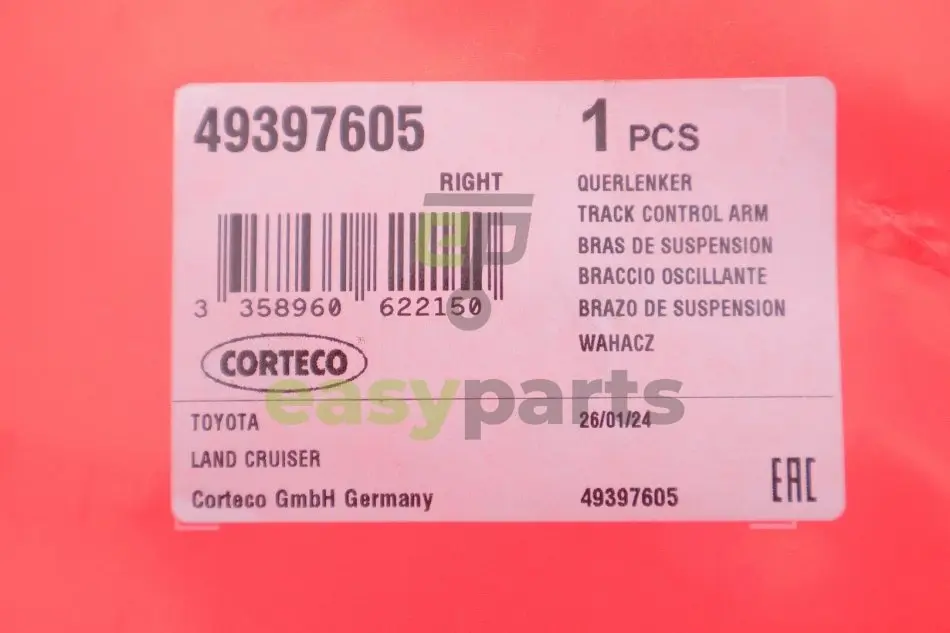 49397605
1 PCS
RIGHT
QUERLENKER
TRACK CONTROL ARM
BRAS DE SUSPENSION
BRACCIO OSCILLANTE
BRAZO DE SUSPENSION
WAHACZ
3 358960 622150
CORTECO
easyparts
ep
TOYOTA
26/01/24
LAND CRUISER
Corteco GmbH Germany
49397605
EAC